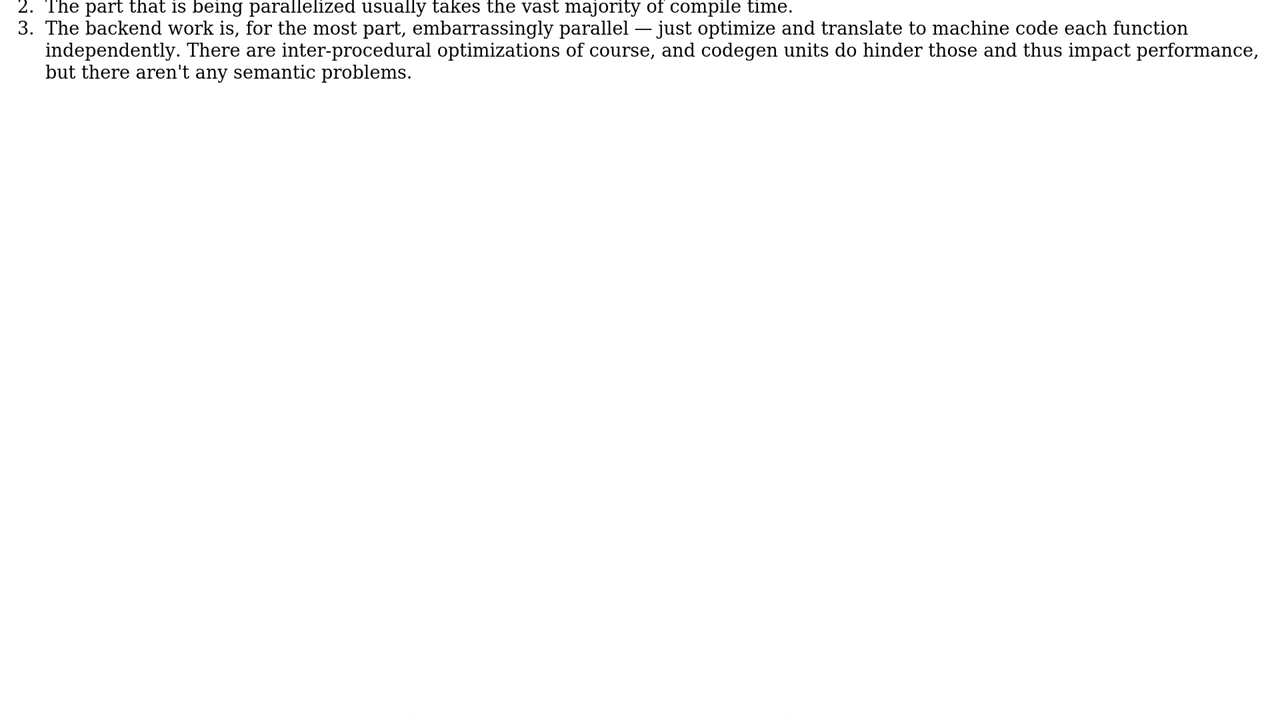 2. The part that is being parallelized usually takes the vast majority of compile time.
3. The backend work is, for the most part, embarrassingly parallel — just optimize and translate to machine code each function
independently. There are inter-procedural optimizations of course, and codegen units do hinder those and thus impact performance,
but there aren't any semantic problems.